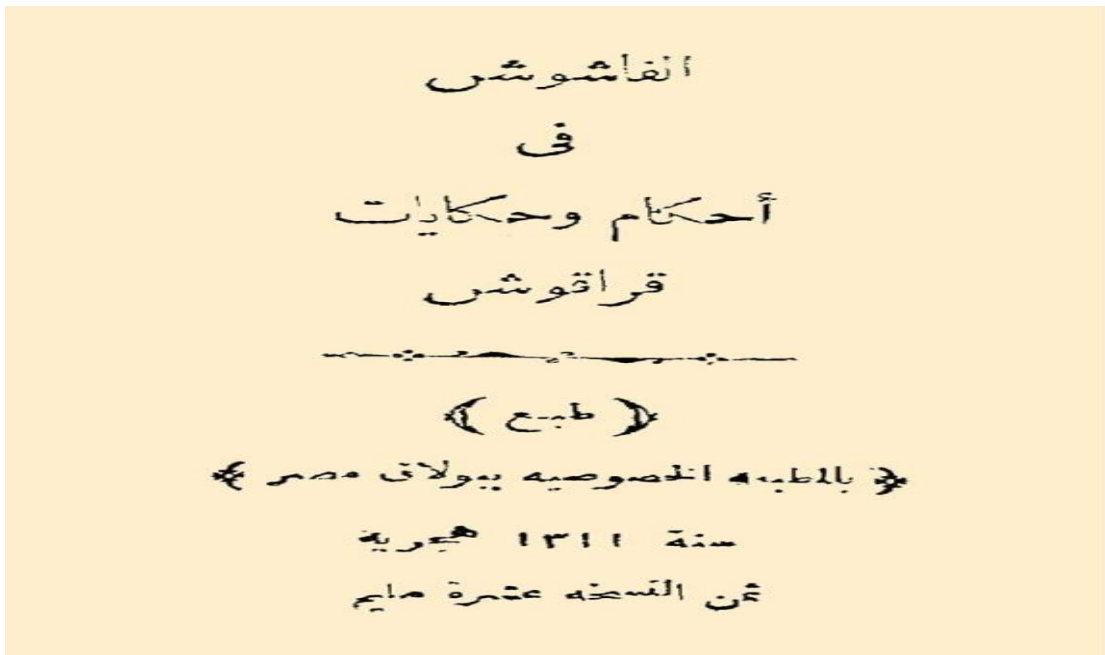 الفاشوش
فى
أحكام وحكايات
قراقوش
( طبع )
﴿ بالمطبعه الخصوصيه ببولاق مصر ﴾
سنة ١٣١١ هجرية
ثمن النسخه عشرة مليم